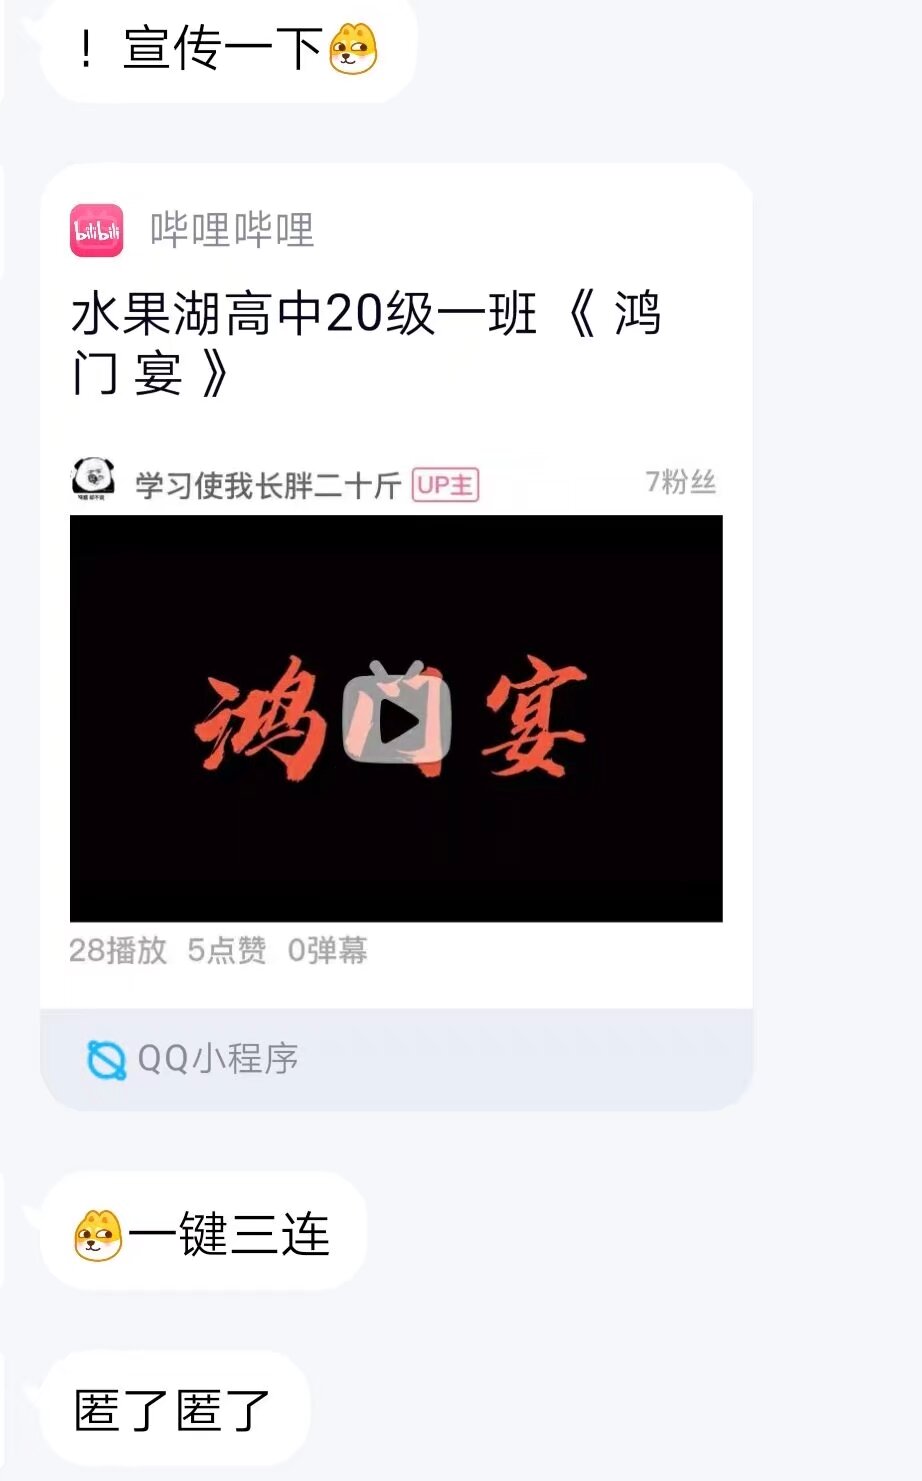 ！宣传一下
bilibili 哔哩哔哩
水果湖高中20级一班 《 鸿
门 宴 》
学习使我长胖二十斤 UP主 7粉丝
鸿门宴
28播放 5点赞 0弹幕
QQ小程序
一键三连
匿了匿了